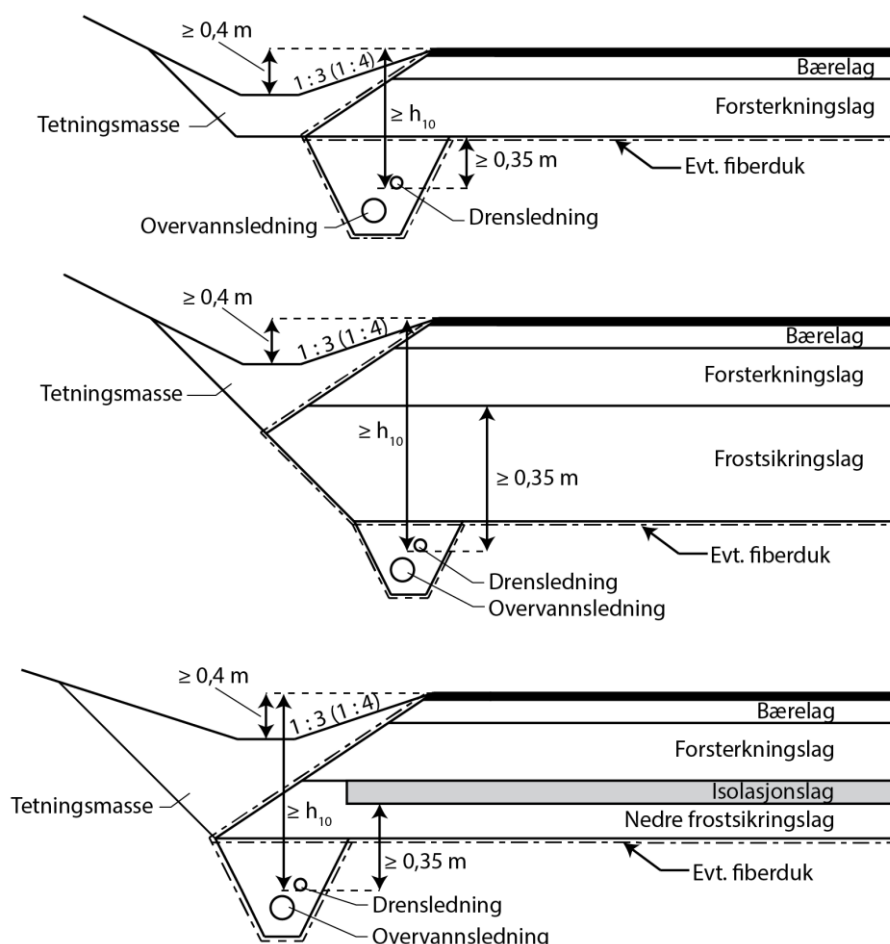 ≥ 0,4 m
1 : 3 (1 : 4)
Bærelag
Forsterkningslag
Tetningsmasse
≥ h10
≥ 0,35 m
Evt. fiberduk
Overvannsledning
Drensledning
≥ 0,4 m
1 : 3 (1 : 4)
Bærelag
Forsterkningslag
Tetningsmasse
≥ h10
≥ 0,35 m
Frostsikringslag
Evt. fiberduk
Drensledning
Overvannsledning
≥ 0,4 m
1 : 3 (1 : 4)
Bærelag
Forsterkningslag
Isolasjonslag
Tetningsmasse
≥ h10
Nedre frostsikringslag
≥ 0,35 m
Evt. fiberduk
Drensledning
Overvannsledning